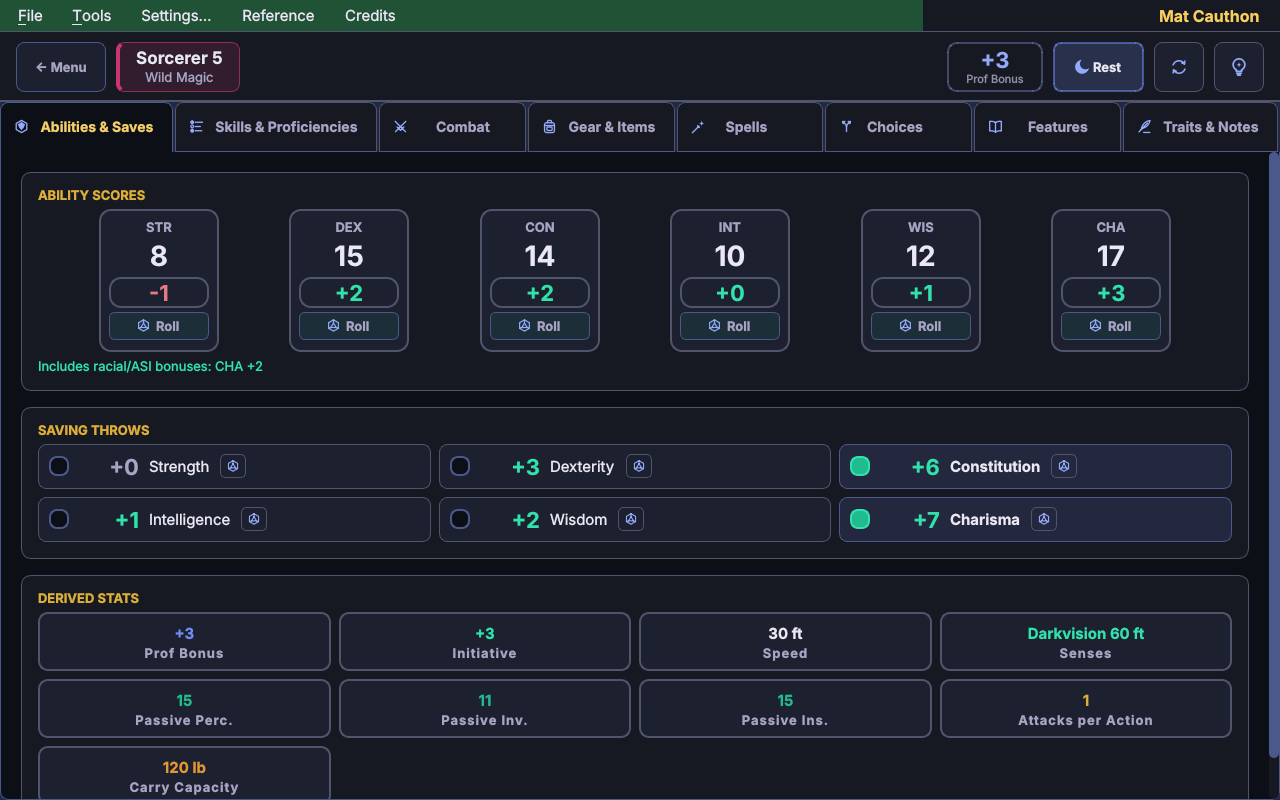 File Tools Settings... Reference Credits Mat Cauthon
← Menu
Sorcerer 5
Wild Magic
+3
Prof Bonus
Rest
Abilities & Saves Skills & Proficiencies Combat Gear & Items Spells Choices Features Traits & Notes
ABILITY SCORES
STR DEX CON INT WIS CHA
8 15 14 10 12 17
-1 +2 +2 +0 +1 +3
Roll Roll Roll Roll Roll Roll
Includes racial/ASI bonuses: CHA +2
SAVING THROWS
+0 Strength +3 Dexterity +6 Constitution
+1 Intelligence +2 Wisdom +7 Charisma
DERIVED STATS
+3 +3 30 ft Darkvision 60 ft
Prof Bonus Initiative Speed Senses
15 11 15 1
Passive Perc. Passive Inv. Passive Ins. Attacks per Action
120 lb
Carry Capacity